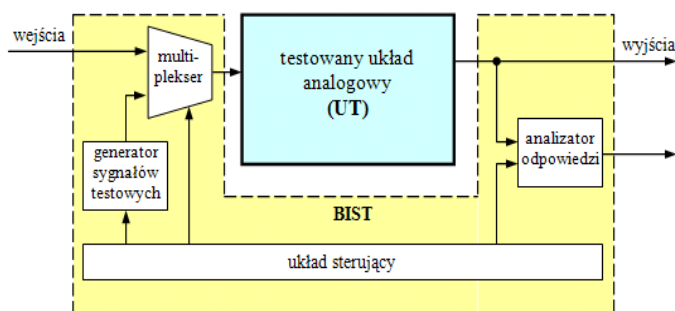 wejścia
multi-
plekser
testowany układ
analogowy
(UT)
wyjścia
generator
sygnałów
testowych
analizator
odpowiedzi
BIST
układ sterujący